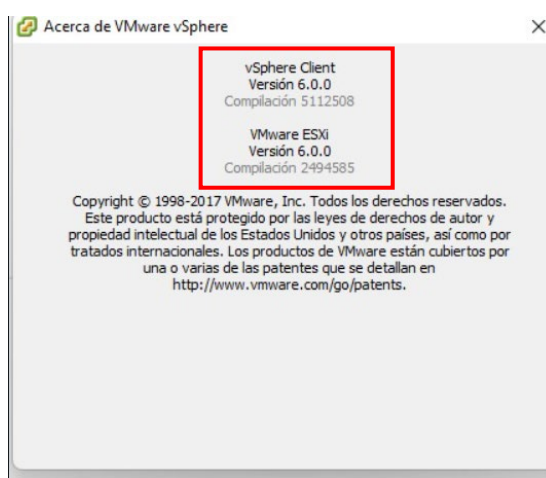 Acerca de VMware vSphere
vSphere Client
Versión 6.0.0
Compilación 5112508
VMware ESXi
Versión 6.0.0
Compilación 2494585
Copyright © 1998-2017 VMware, Inc. Todos los derechos reservados.
Este producto está protegido por las leyes de derechos de autor y
propiedad intelectual de los Estados Unidos y otros países, así como por
tratados internacionales. Los productos de VMware están cubiertos por
una o varias de las patentes que se detallan en
http://www.vmware.com/go/patents.